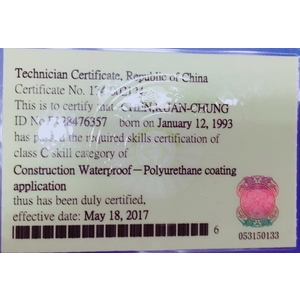 Technician Certificate, Republic of China
Certificate No.
This is to certify that CHEN,KUAN-CHUNG
ID No born on January 12, 1993
has passed the required skills certification of
class C skill category of
Construction Waterproof－Polyurethane coating
application
thus has been duly certified,
effective date: May 18, 2017
6
053150133